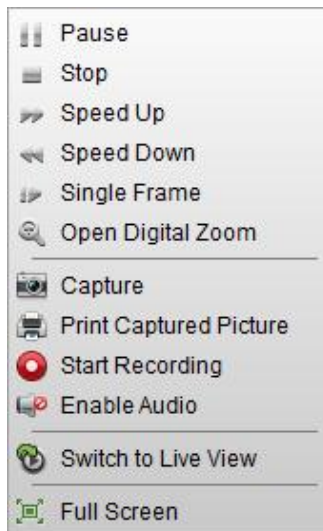 Pause
Stop
Speed Up
Speed Down
Single Frame
Open Digital Zoom
Capture
Print Captured Picture
Start Recording
Enable Audio
Switch to Live View
Full Screen